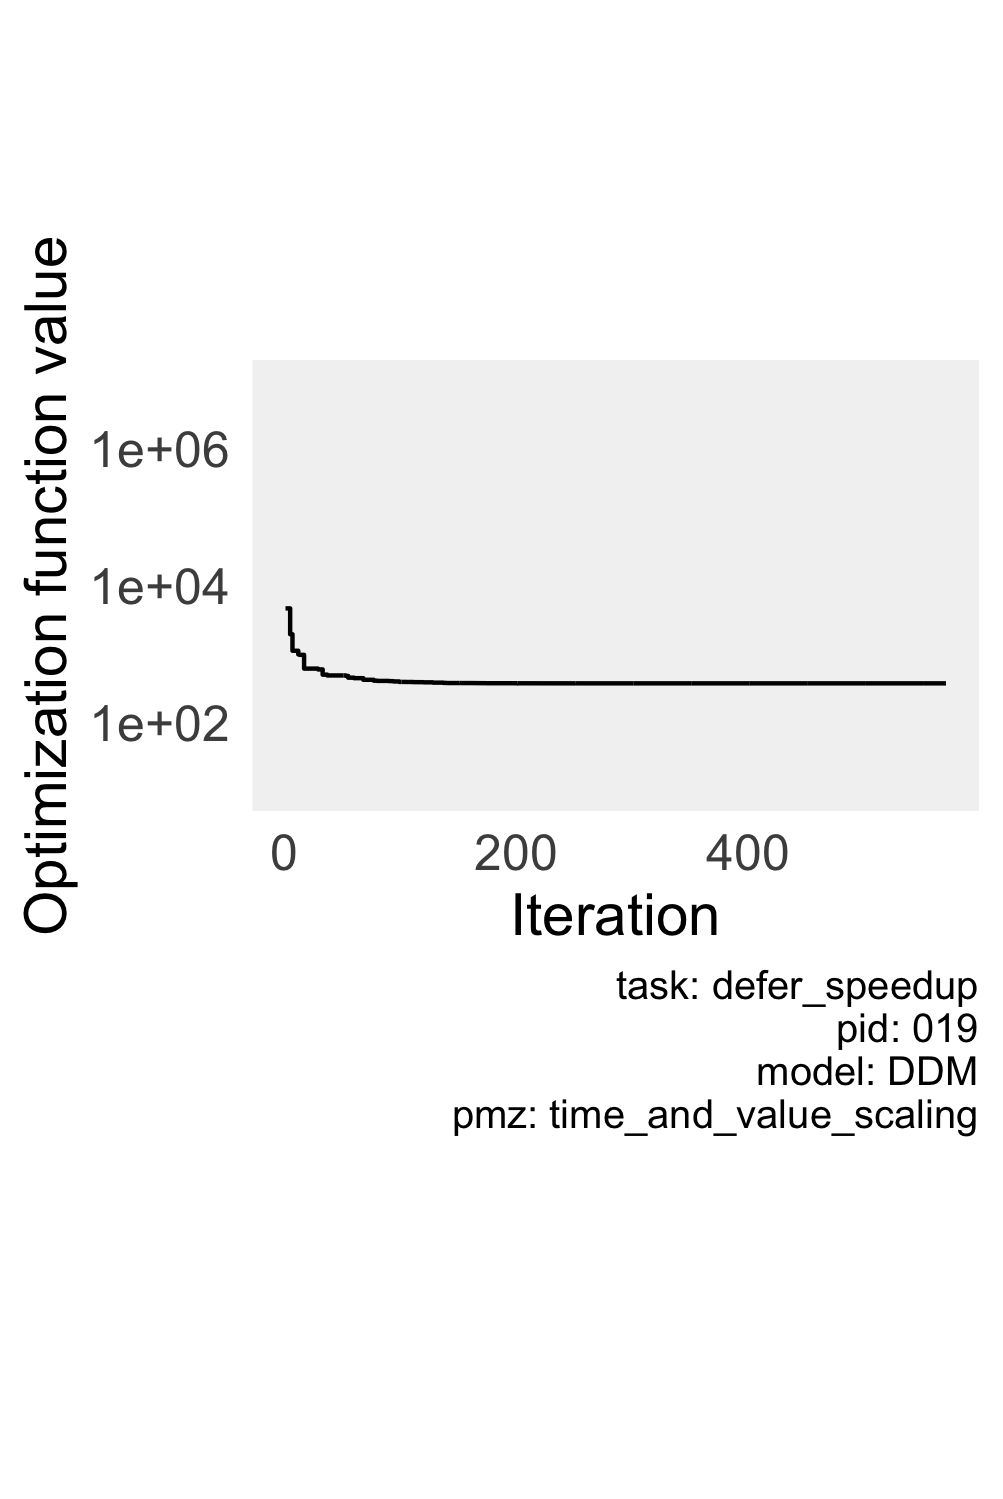 Optimization function value
1e+06
1e+04
1e+02
0 200 400
Iteration
task: defer_speedup
pid: 019
model: DDM
pmz: time_and_value_scaling